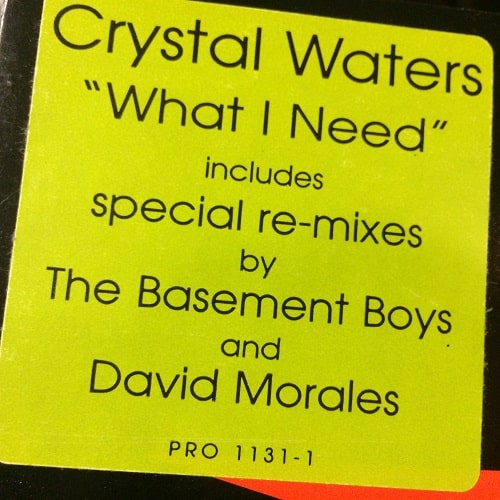 Crystal Waters
“What I Need”
includes
special re-mixes
by
The Basement Boys
and
David Morales
PRO 1131-1